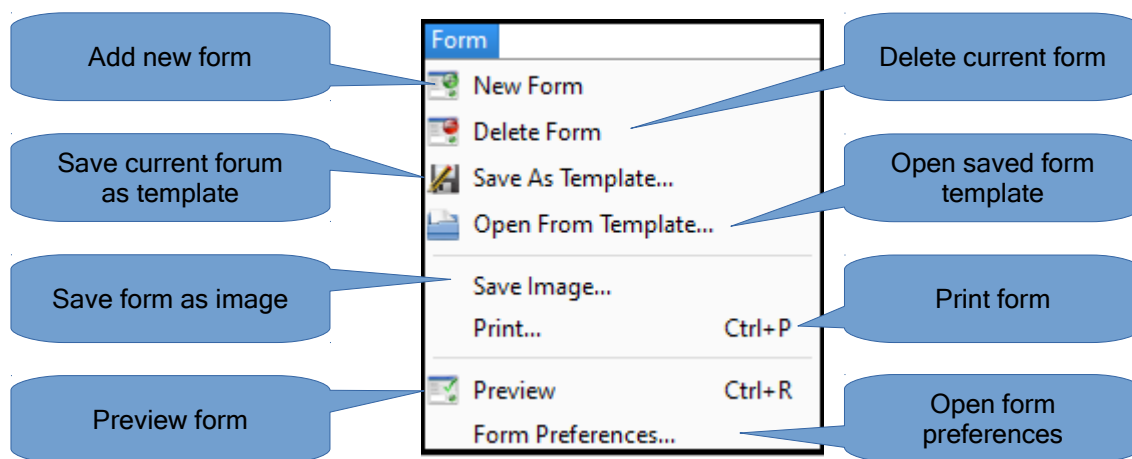 Add new form
Save current forum
as template
Save form as image
Preview form
Form
New Form
Delete Form
Save As Template...
Open From Template...
Save Image...
Print... Ctrl+P
Preview Ctrl+R
Form Preferences...
Delete current form
Open saved form
template
Print form
Open form
preferences